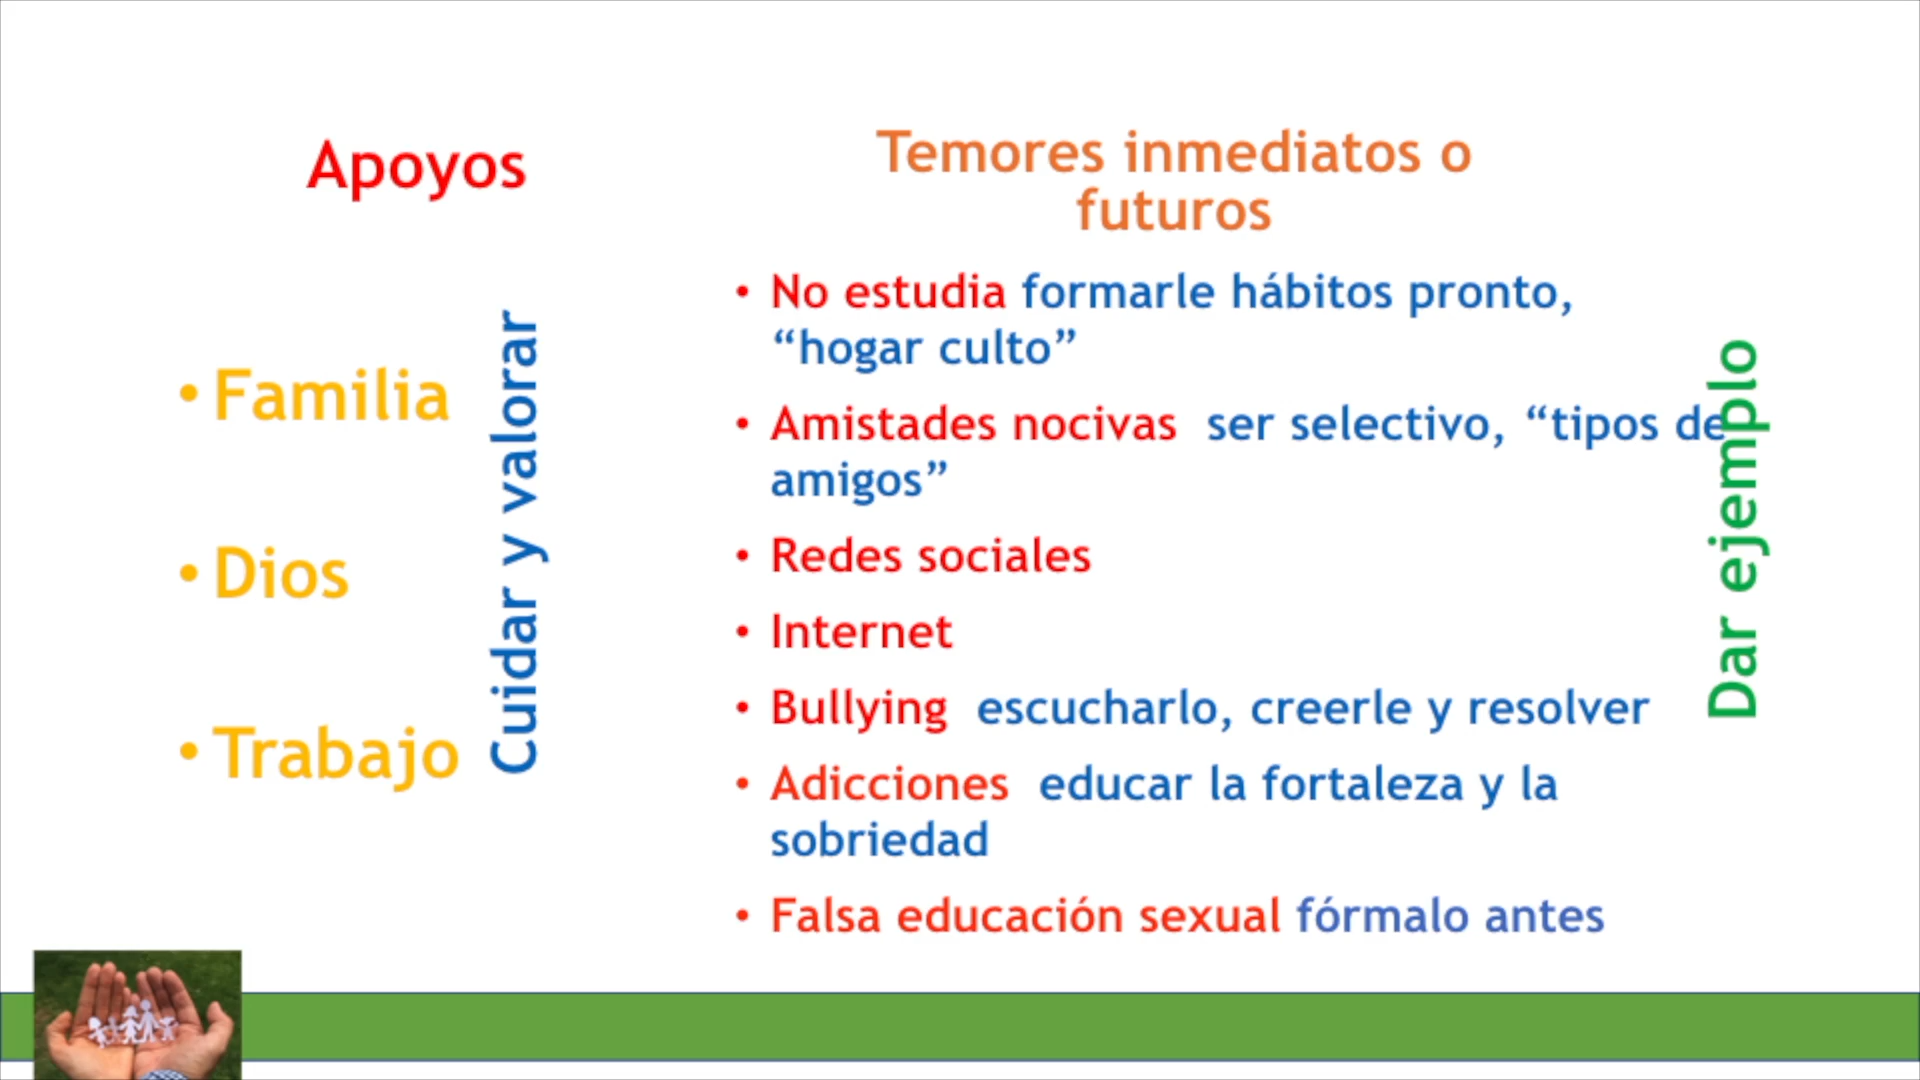 Apoyos
• Familia
• Dios
• Trabajo
Cuidar y valorar
Temores inmediatos o
futuros
• No estudia formarle hábitos pronto,
“hogar culto”
• Amistades nocivas ser selectivo, “tipos de
amigos”
• Redes sociales
• Internet
• Bullying escucharlo, creerle y resolver
• Adicciones educar la fortaleza y la
sobriedad
• Falsa educación sexual fórmalo antes
Dar ejemplo